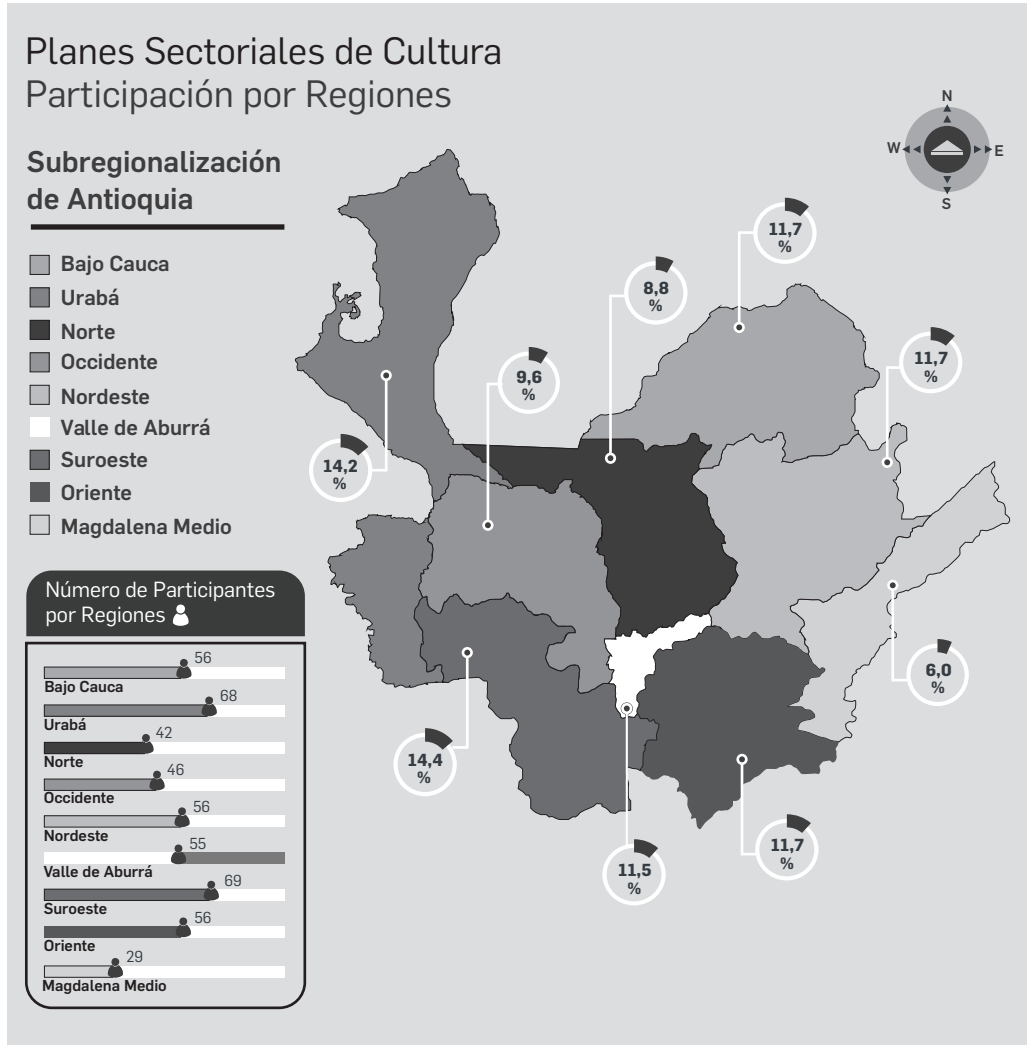 Planes Sectoriales de Cultura
Participación por Regiones
Subregionalización
de Antioquia
Bajo Cauca
Urabá
Norte
Occidente
Nordeste
Valle de Aburrá
Suroeste
Oriente
Magdalena Medio
N
W
E
S
11,7
%
8,8
%
11,7
%
9,6
%
14,2
%
6,0
%
14,4
%
11,7
%
11,5
%
Número de Participantes
por Regiones
56
Bajo Cauca
68
Urabá
42
Norte
46
Occidente
56
Nordeste
55
Valle de Aburrá
69
Suroeste
56
Oriente
29
Magdalena Medio